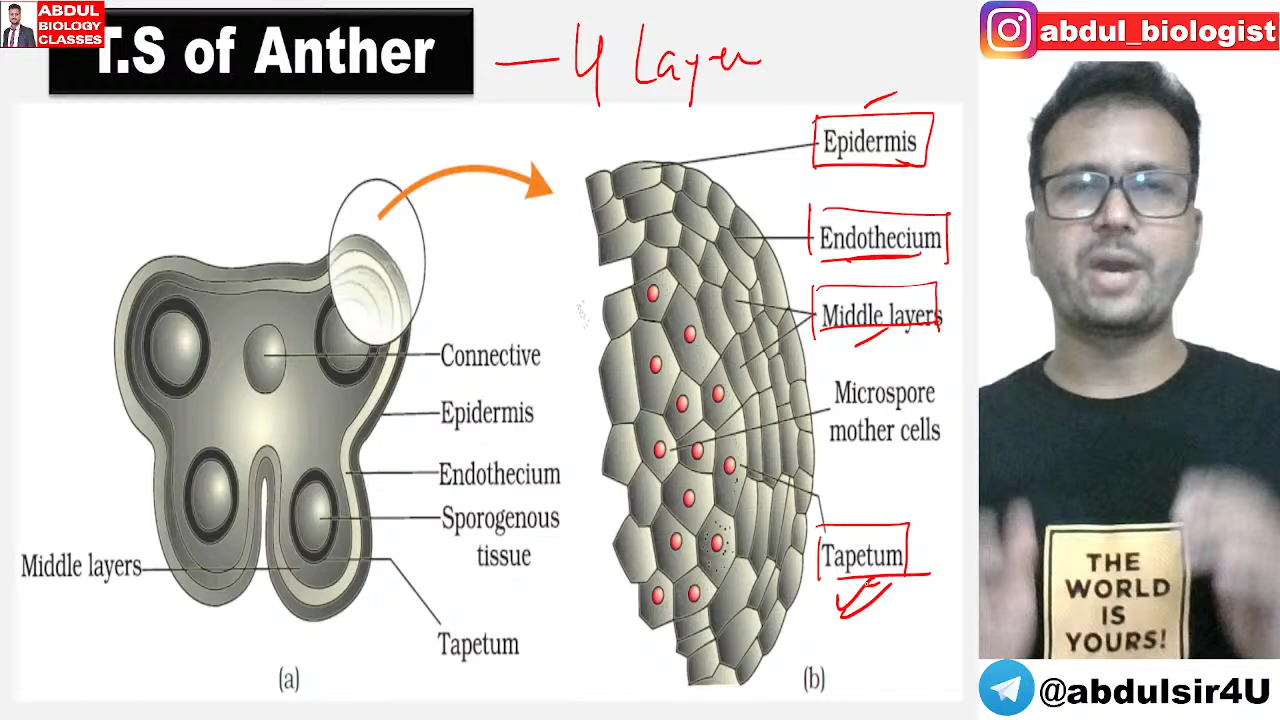 ABDUL
BIOLOGY
CLASSES
T.S of Anther
— 4 Layer
abdul_biologist
Epidermis
Endothecium
Middle layers
Microspore
mother cells
Tapetum
(b)
Connective
Epidermis
Endothecium
Sporogenous
tissue
Middle layers
Tapetum
(a)
THE
WORLD
IS
YOURS!
@abdulsir4U